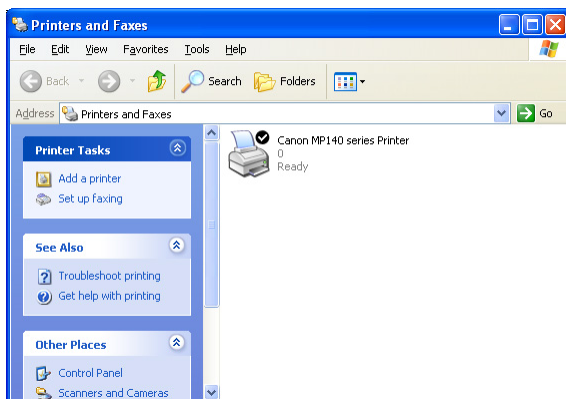 Printers and Faxes
File Edit View Favorites Tools Help
Back Search Folders
Address Printers and Faxes Go
Printer Tasks
Add a printer
Set up faxing
See Also
Troubleshoot printing
Get help with printing
Other Places
Control Panel
Scanners and Cameras
Canon MP140 series Printer
0
Ready